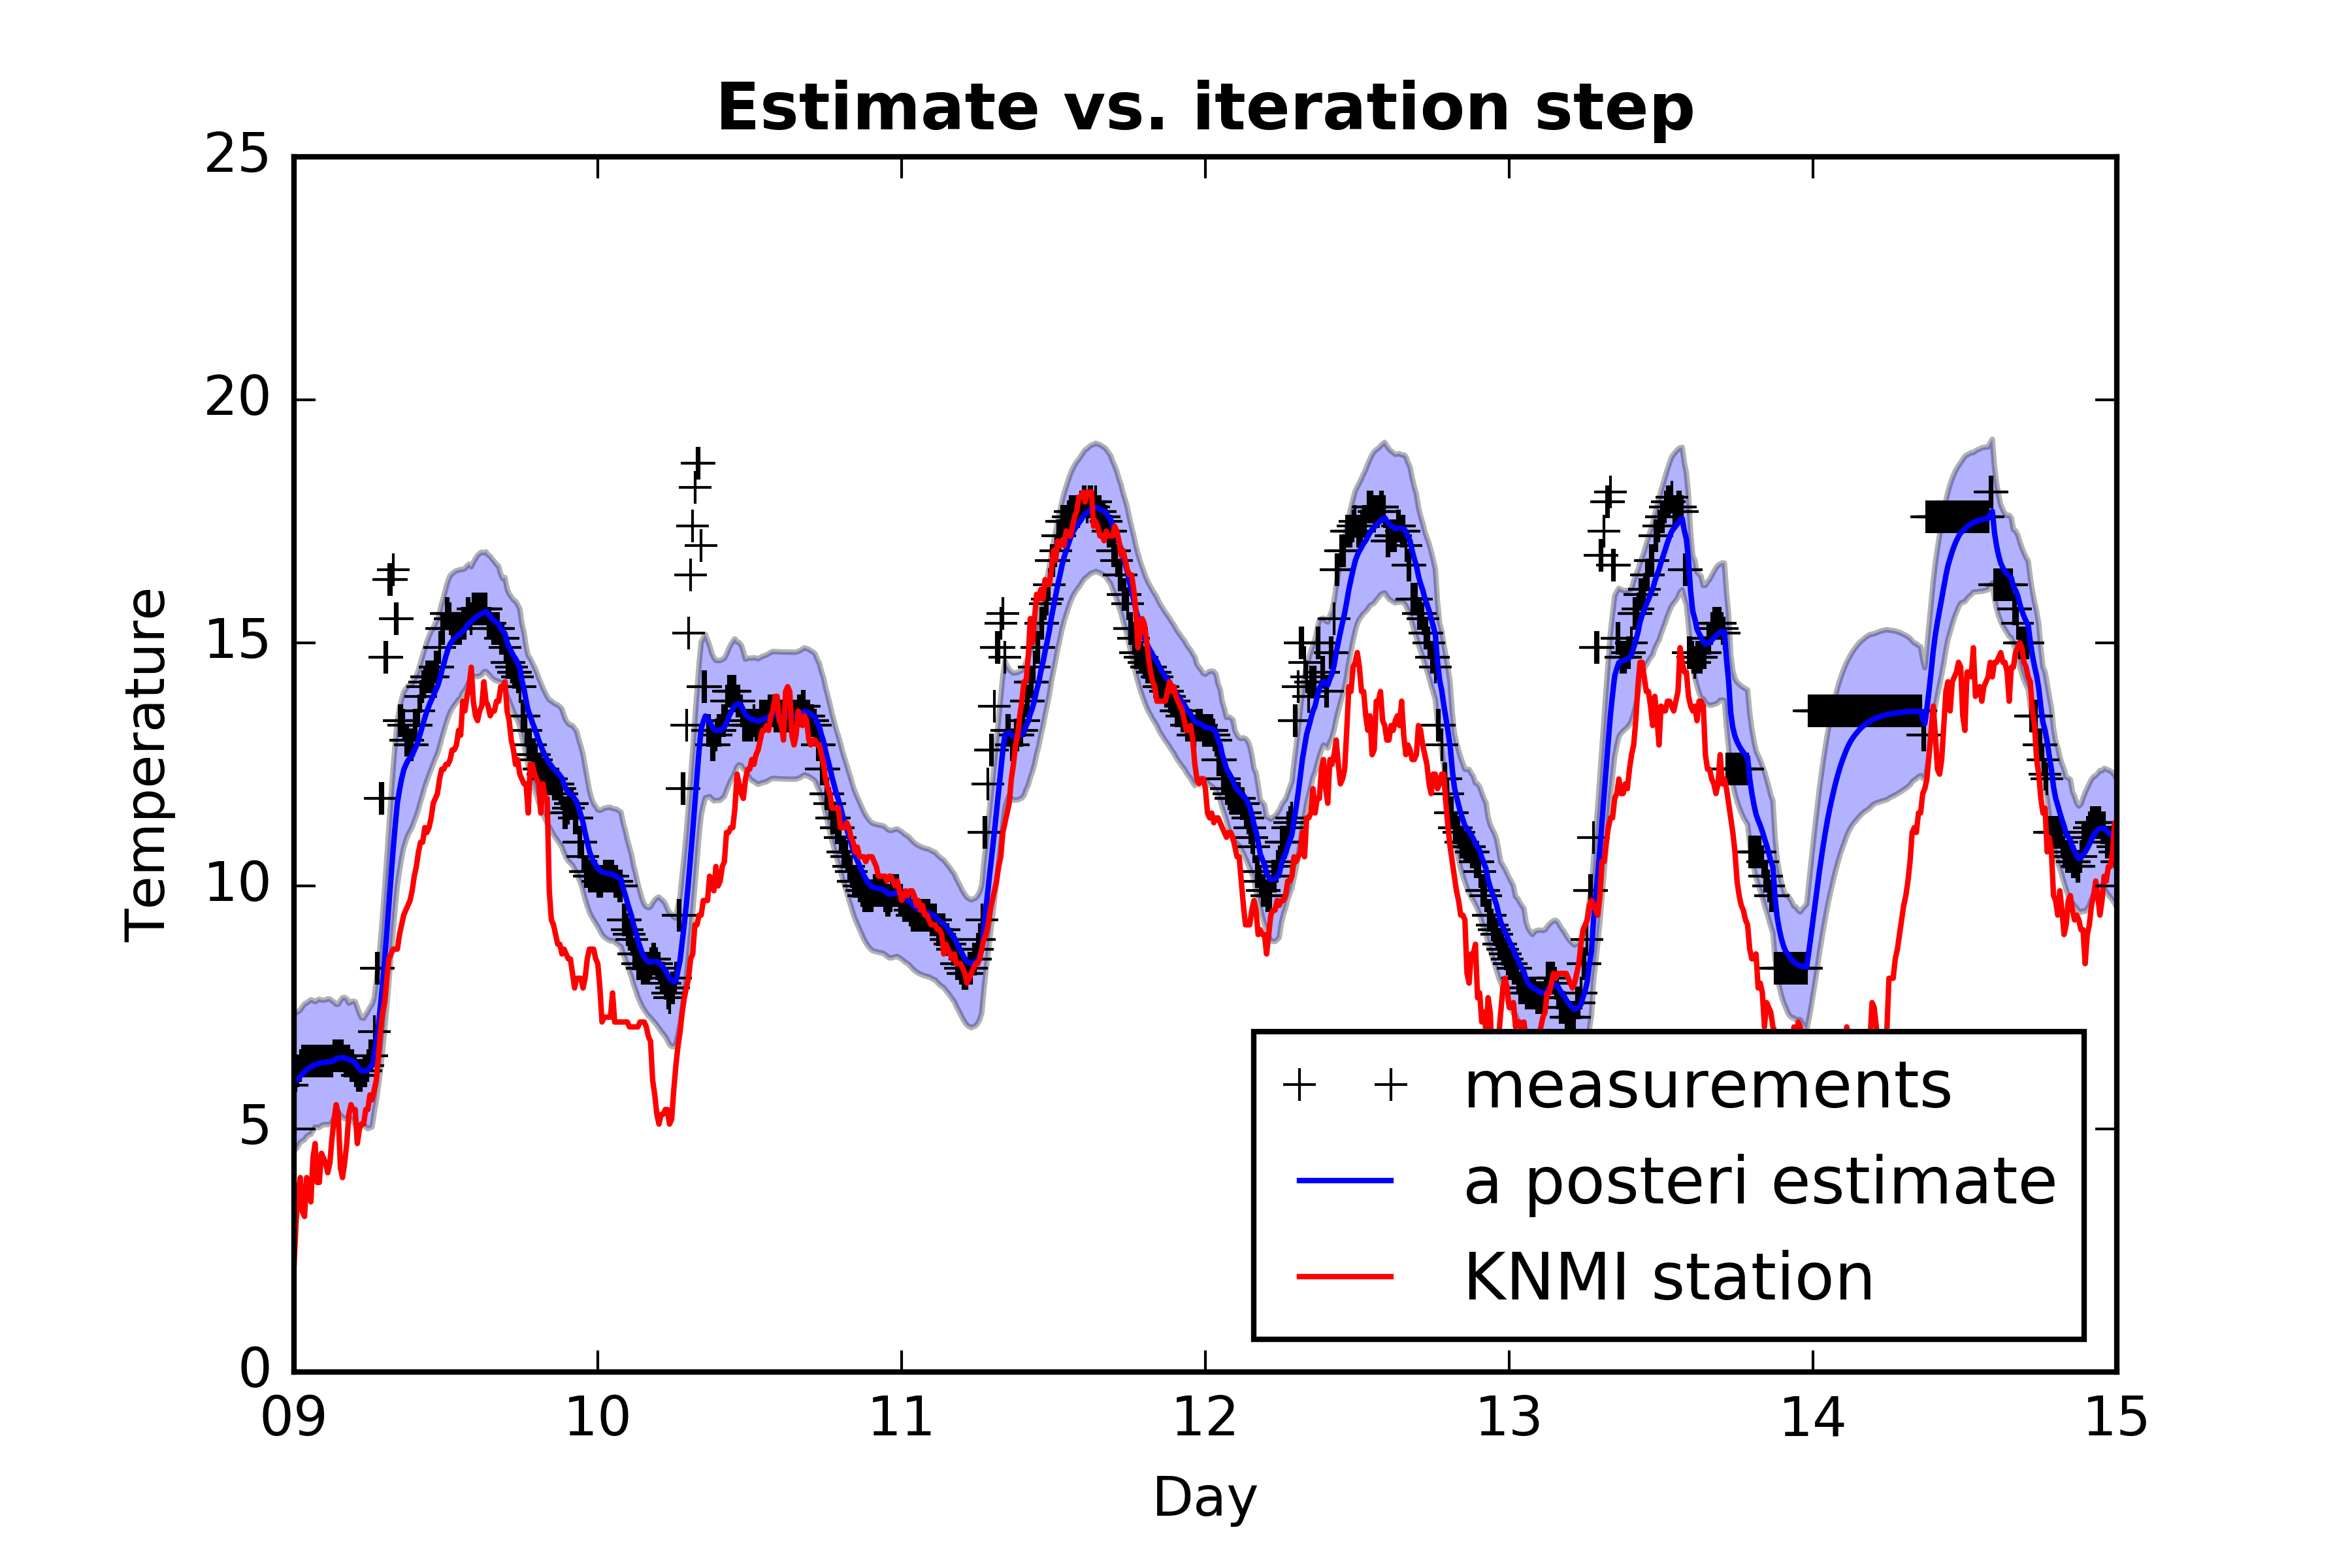 Estimate vs. iteration step
25
20
15
10
5
0
Temperature
09 10 11 12 13 14 15
Day
measurements
a posteri estimate
KNMI station